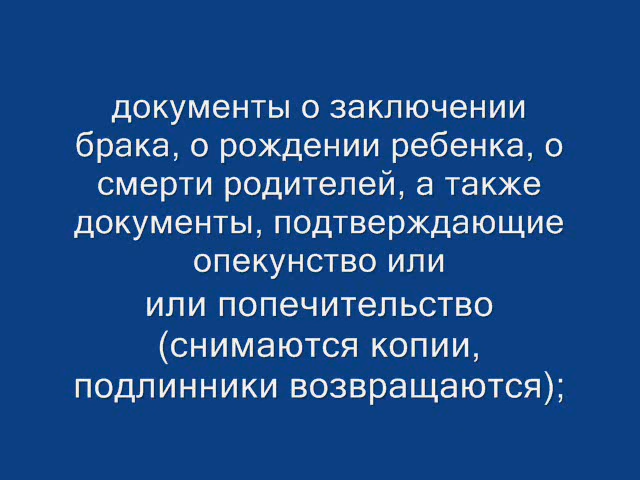 документы о заключении
брака, о рождении ребенка, о
смерти родителей, а также
документы, подтверждающие
опекунство или
или попечительство
(снимаются копии,
подлинники возвращаются);